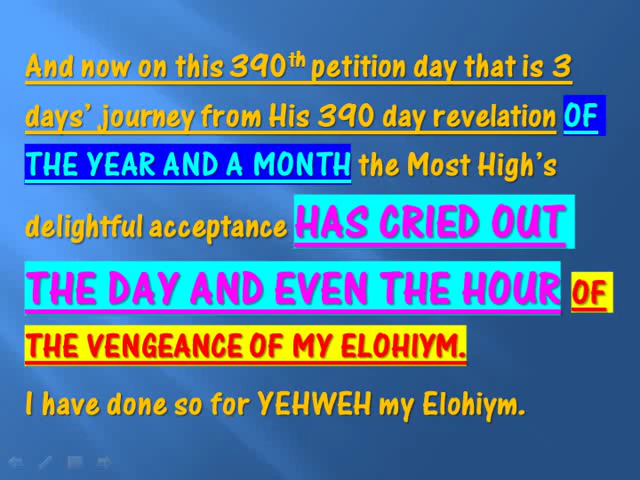 And now on this 390th petition day that is 3
days' journey from His 390 day revelation OF
THE YEAR AND A MONTH the Most High's
delightful acceptance HAS CRIED OUT
THE DAY AND EVEN THE HOUR OF
THE VENGEANCE OF MY ELOHIYM.
I have done so for YEHWEH my Elohiym.